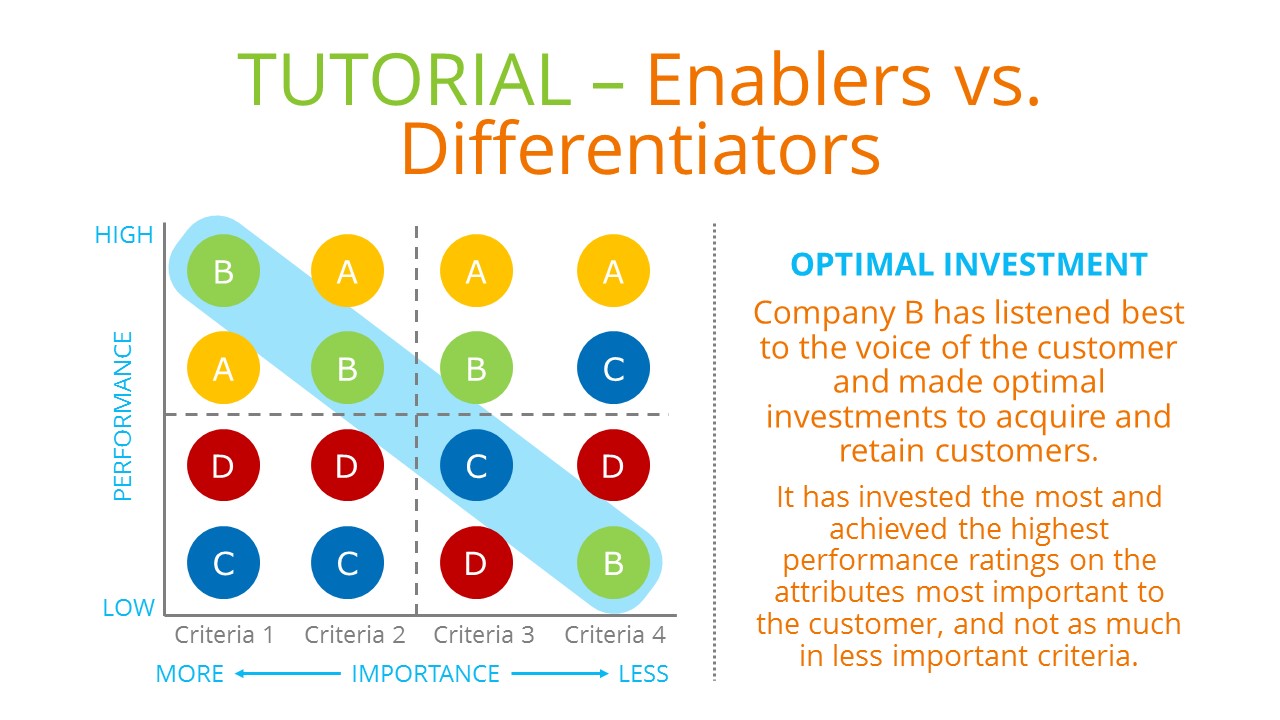 TUTORIAL – Enablers vs.
Differentiators
HIGH
B A A A
A B B C
PERFORMANCE
D D C D
C C D B
LOW
Criteria 1 Criteria 2 Criteria 3 Criteria 4
MORE IMPORTANCE LESS
OPTIMAL INVESTMENT
Company B has listened best
to the voice of the customer
and made optimal
investments to acquire and
retain customers.
It has invested the most and
achieved the highest
performance ratings on the
attributes most important to
the customer, and not as much
in less important criteria.